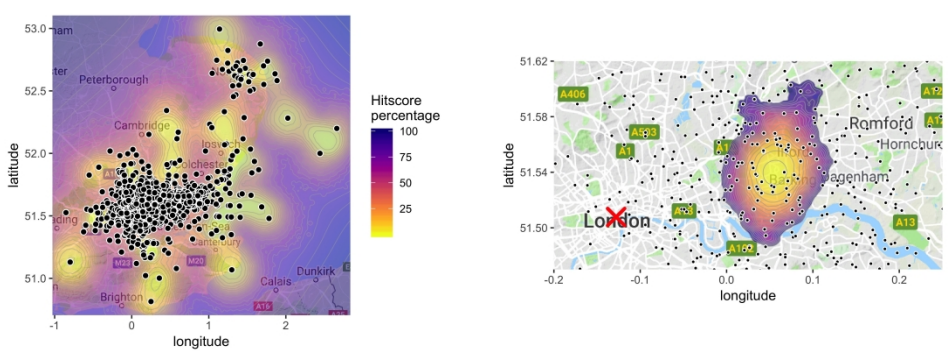 53.0
52.5
52.0
51.5
51.0
latitude
-1
0
1
2
longitude
Peterborough
Cambridge
Ipswich
Colchester
Canterbury
M23
M20
Brighton
Calais
Dunkirk
A16
Hitscore
percentage
100
75
50
25
51.62
51.58
51.54
51.50
latitude
-0.2
-0.1
0.0
0.1
0.2
longitude
A406
A503
A1
Romford
Hornchurch
Dagenham
London
A13